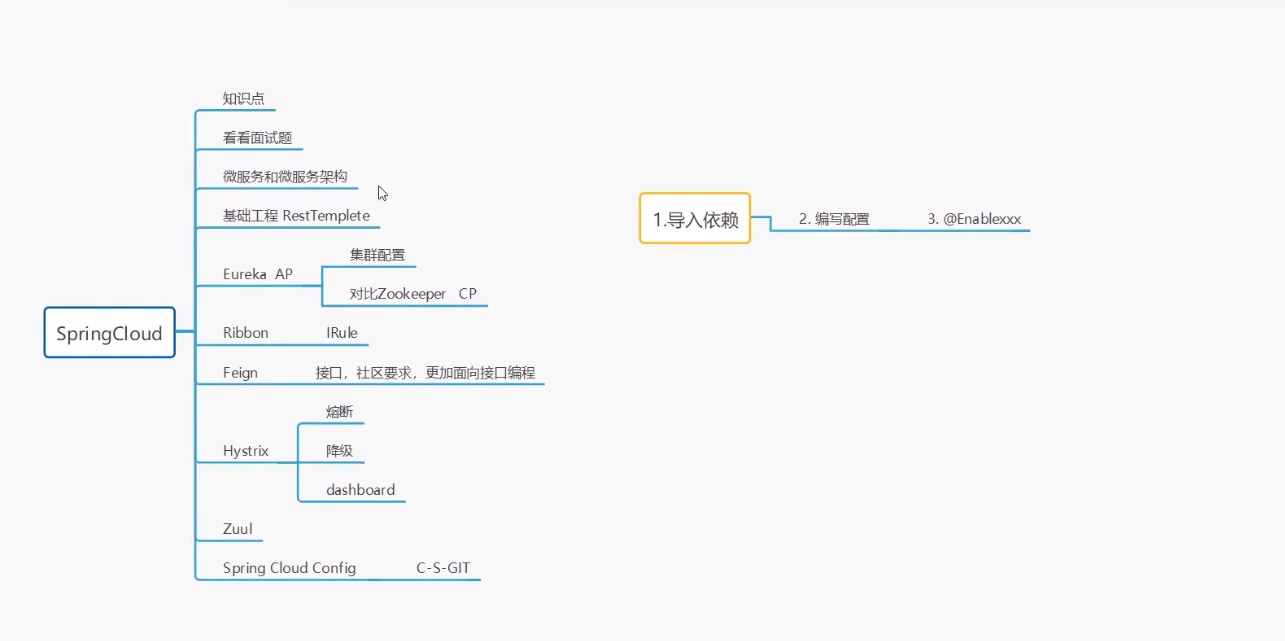 知识点
看看面试题
微服务和微服务架构
基础工程 RestTemplete
Eureka AP
集群配置
对比Zookeeper CP
SpringCloud
Ribbon
IRule
Feign
接口，社区要求，更加面向接口编程
Hystrix
熔断
降级
dashboard
Zuul
Spring Cloud Config
C-S-GIT
1.导入依赖
2. 编写配置
3. @Enablexxx